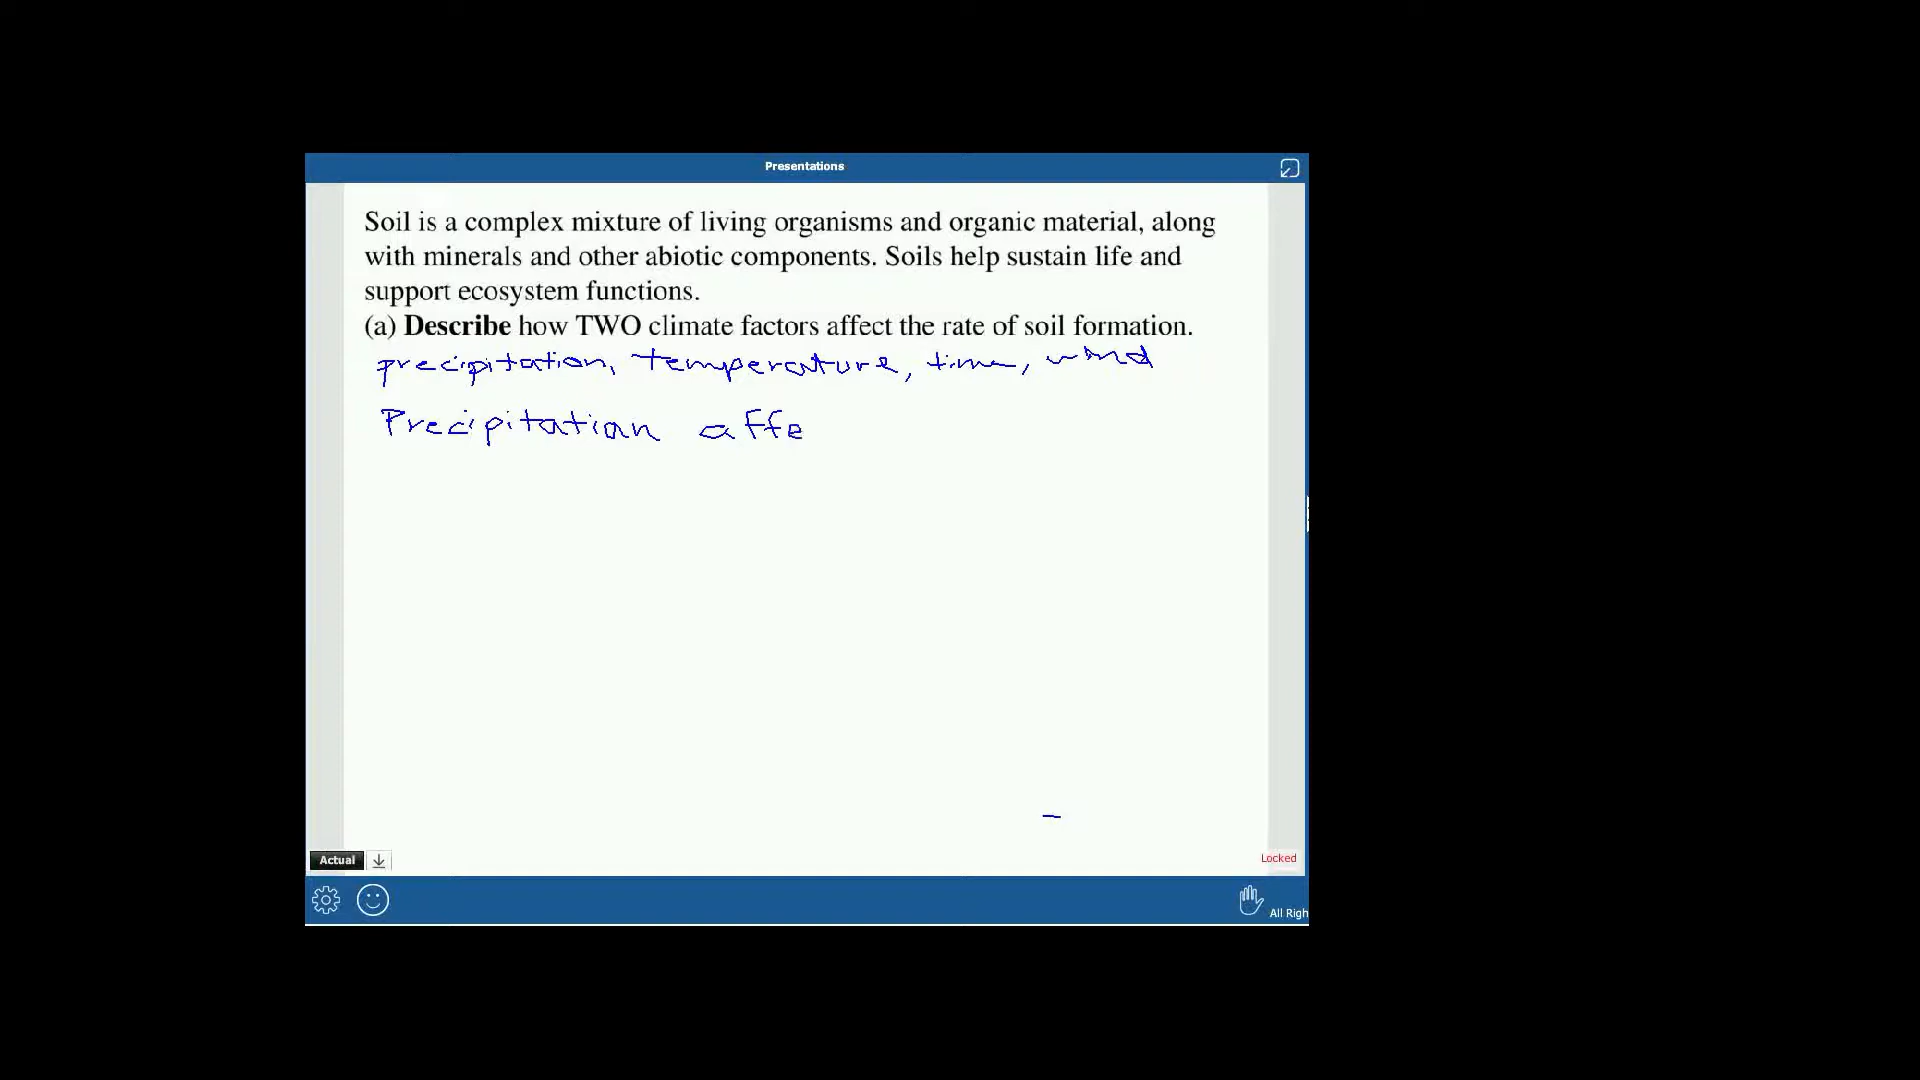 Presentations
Soil is a complex mixture of living organisms and organic material, along
with minerals and other abiotic components. Soils help sustain life and
support ecosystem functions.
(a) Describe how TWO climate factors affect the rate of soil formation.
precipitation, temperature, time, wind
Precipitation affe
Actual
Locked
All Righ